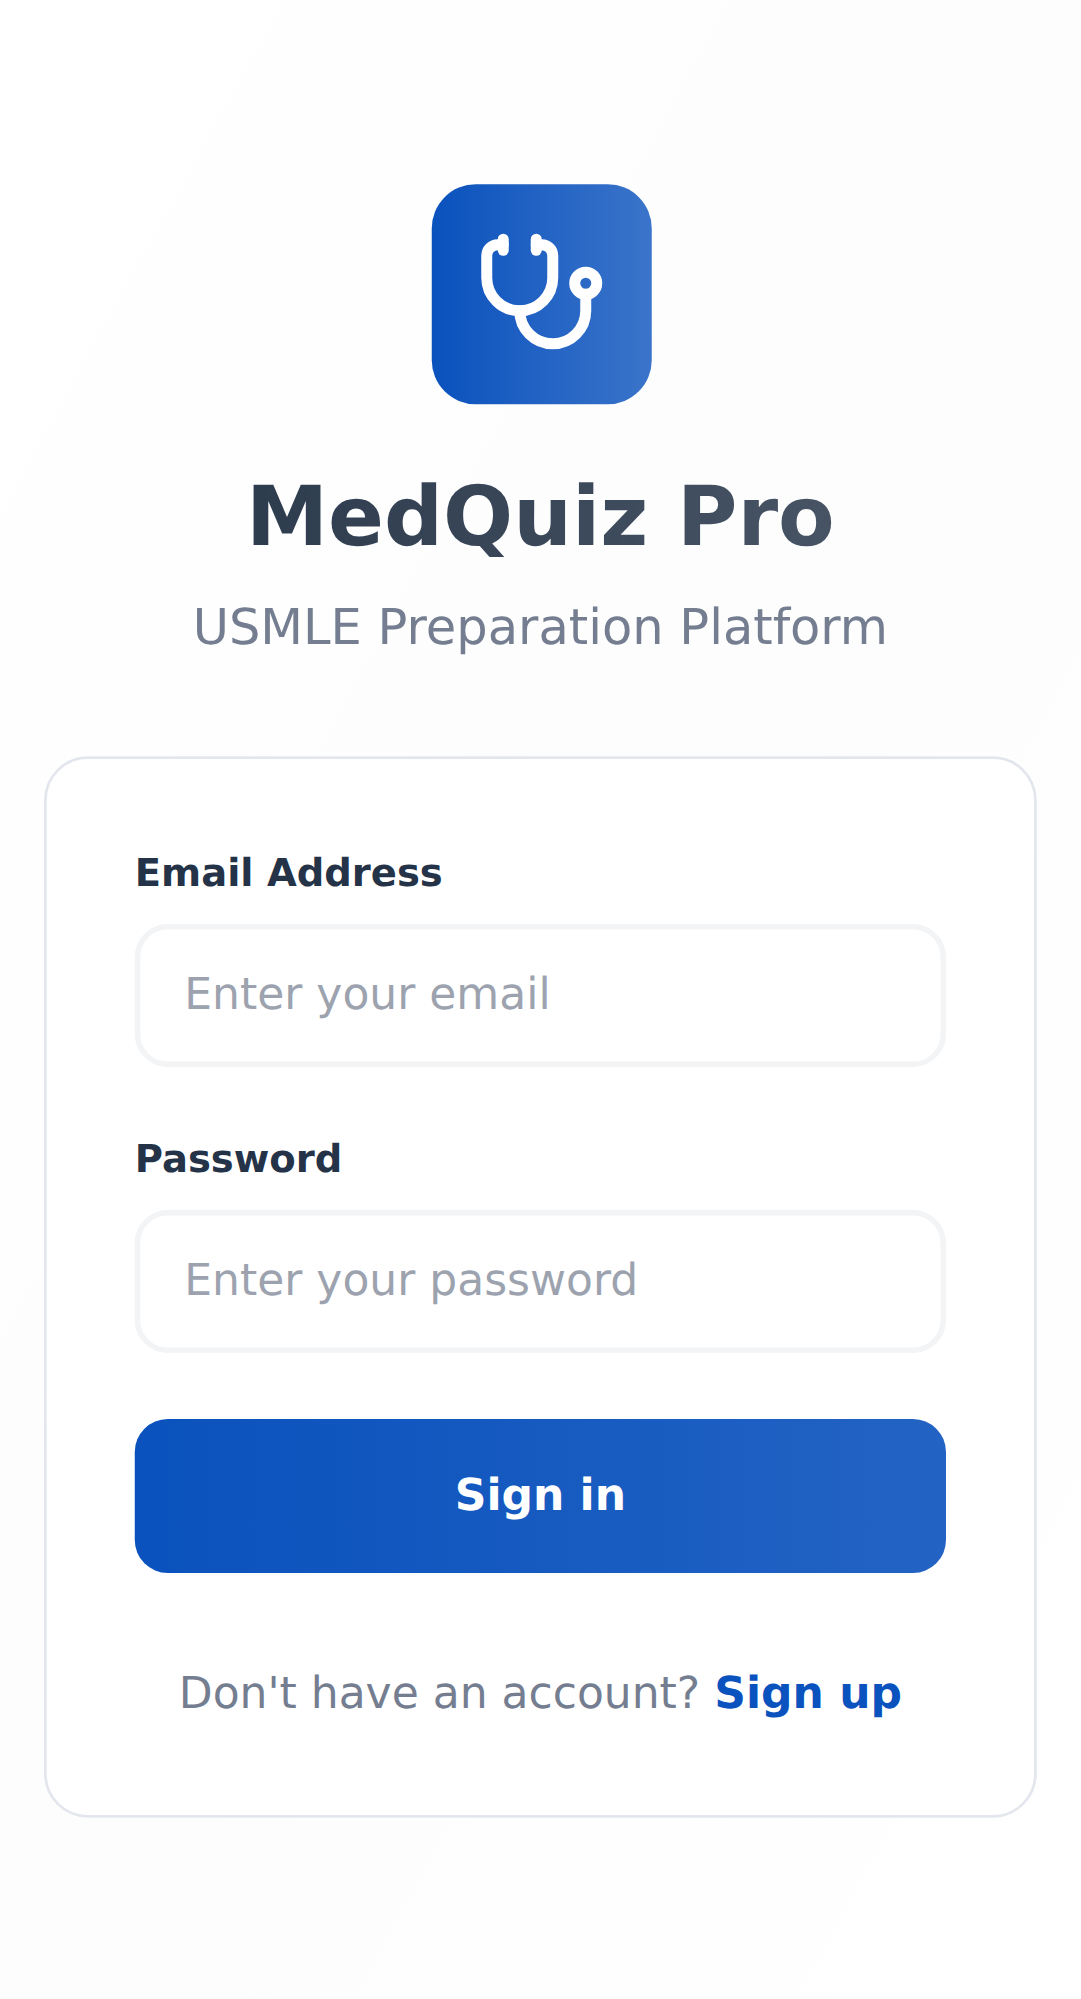 MedQuiz Pro
USMLE Preparation Platform
Email Address
Enter your email
Password
Enter your password
Sign in
Don't have an account? Sign up